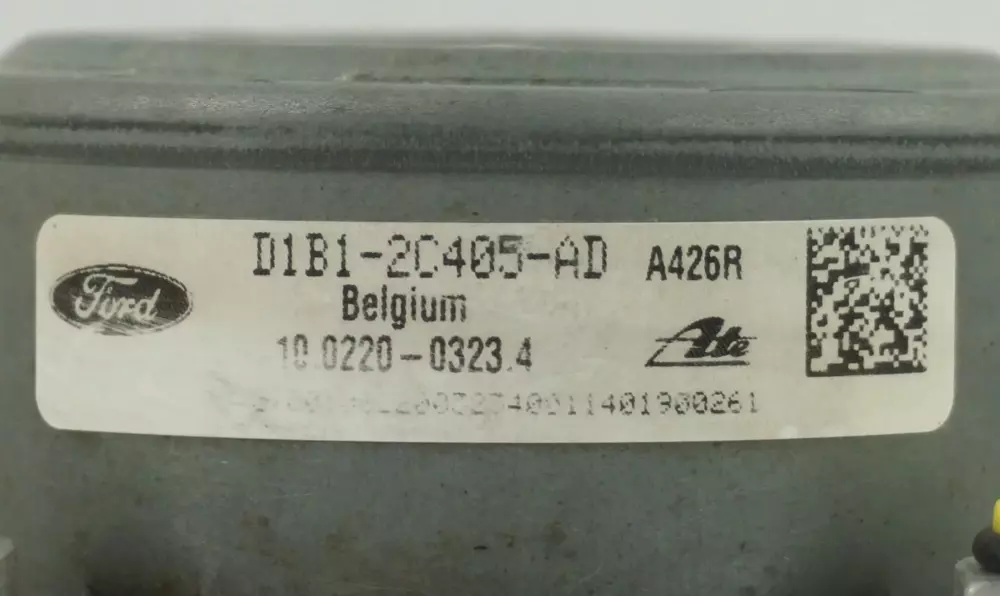 D1B1-2C405-AD A426R
Ford
Belgium
10.0220-0323.4
Ate